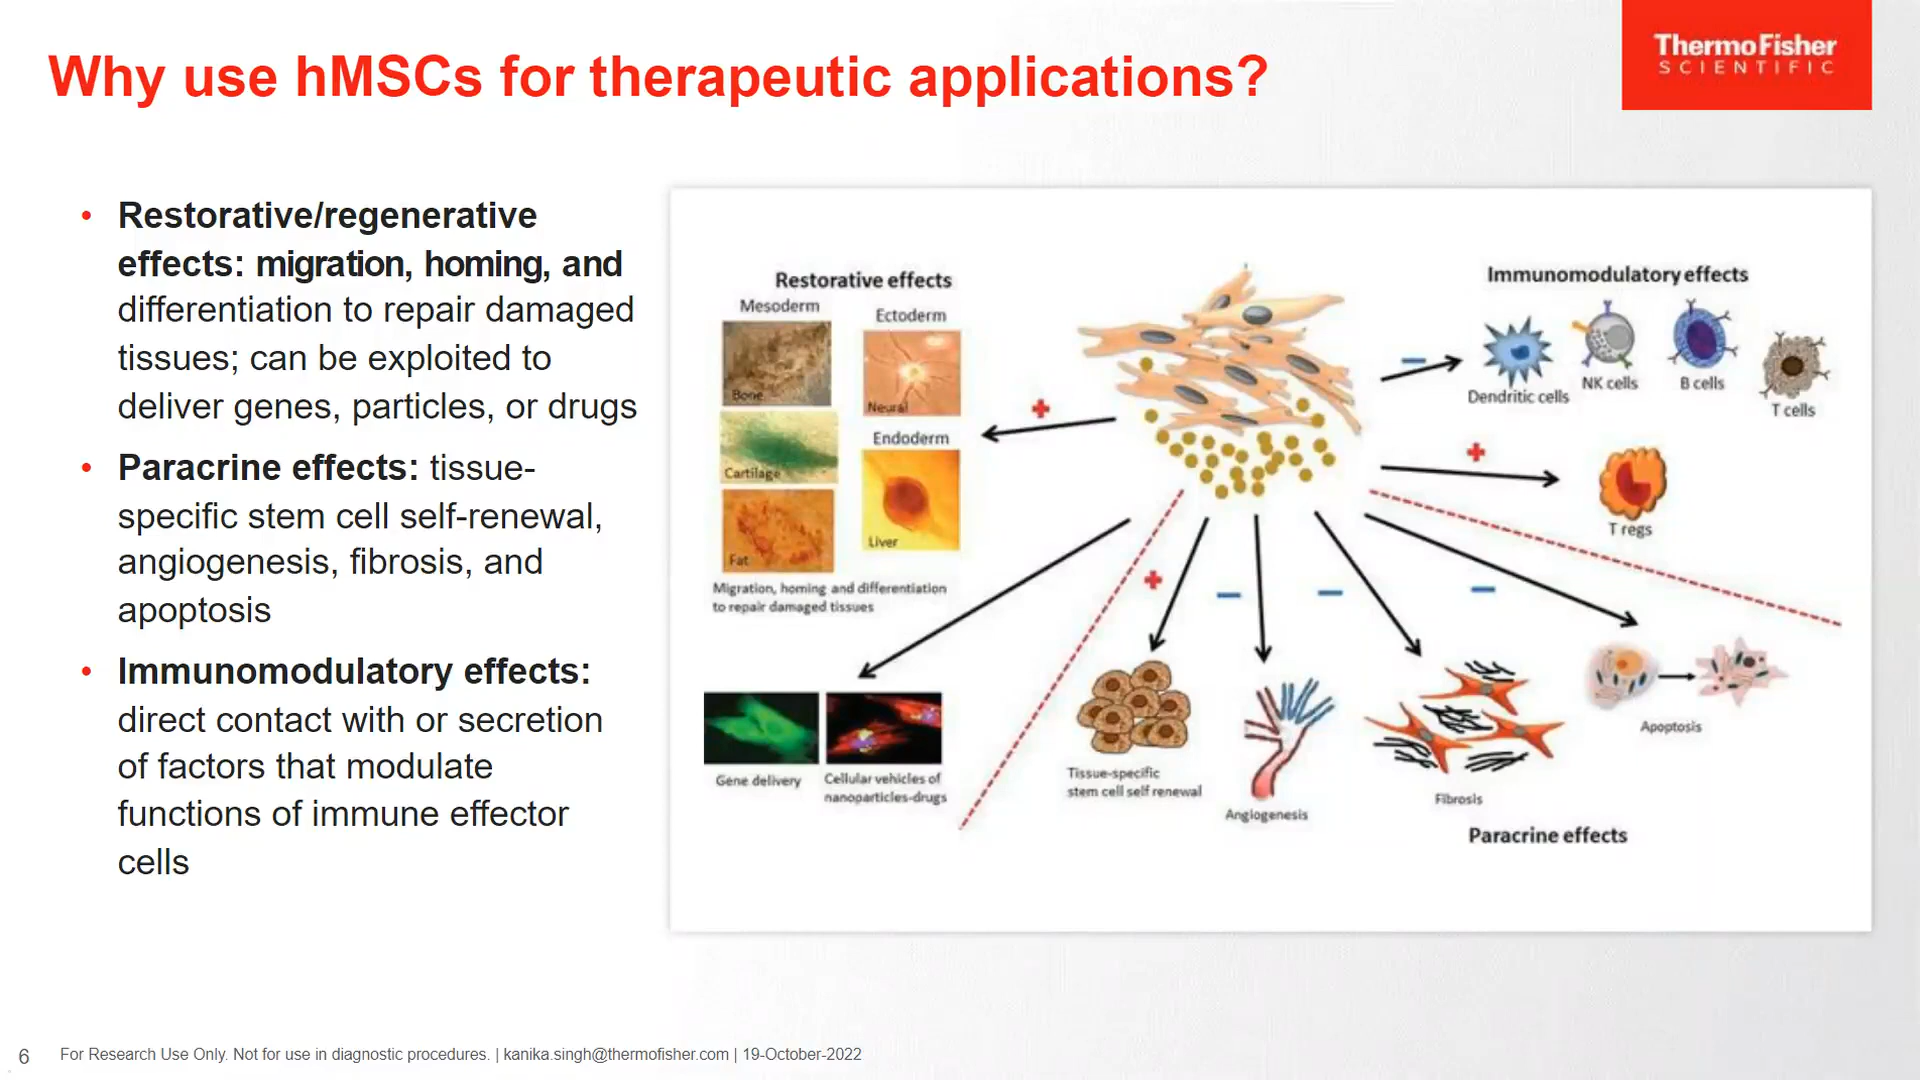 Why use hMSCs for therapeutic applications?
ThermoFisher
SCIENTIFIC
• Restorative/regenerative
effects: migration, homing, and
differentiation to repair damaged
tissues; can be exploited to
deliver genes, particles, or drugs
• Paracrine effects: tissue-
specific stem cell self-renewal,
angiogenesis, fibrosis, and
apoptosis
• Immunomodulatory effects:
direct contact with or secretion
of factors that modulate
functions of immune effector
cells
Restorative effects
Mesoderm
Ectoderm
Bone
Neural
Endoderm
Cartilage
Liver
Fat
Migration, homing and differentiation
to repair damaged tissues
Gene delivery
Cellular vehicles of
nanoparticles-drugs
Immunomodulatory effects
Dendritic cells
NK cells
B cells
T cells
T regs
Tissue-specific
stem cell self renewal
Angiogenesis
Fibrosis
Apoptosis
Paracrine effects
6
For Research Use Only. Not for use in diagnostic procedures. | kanika.singh@thermofisher.com | 19-October-2022